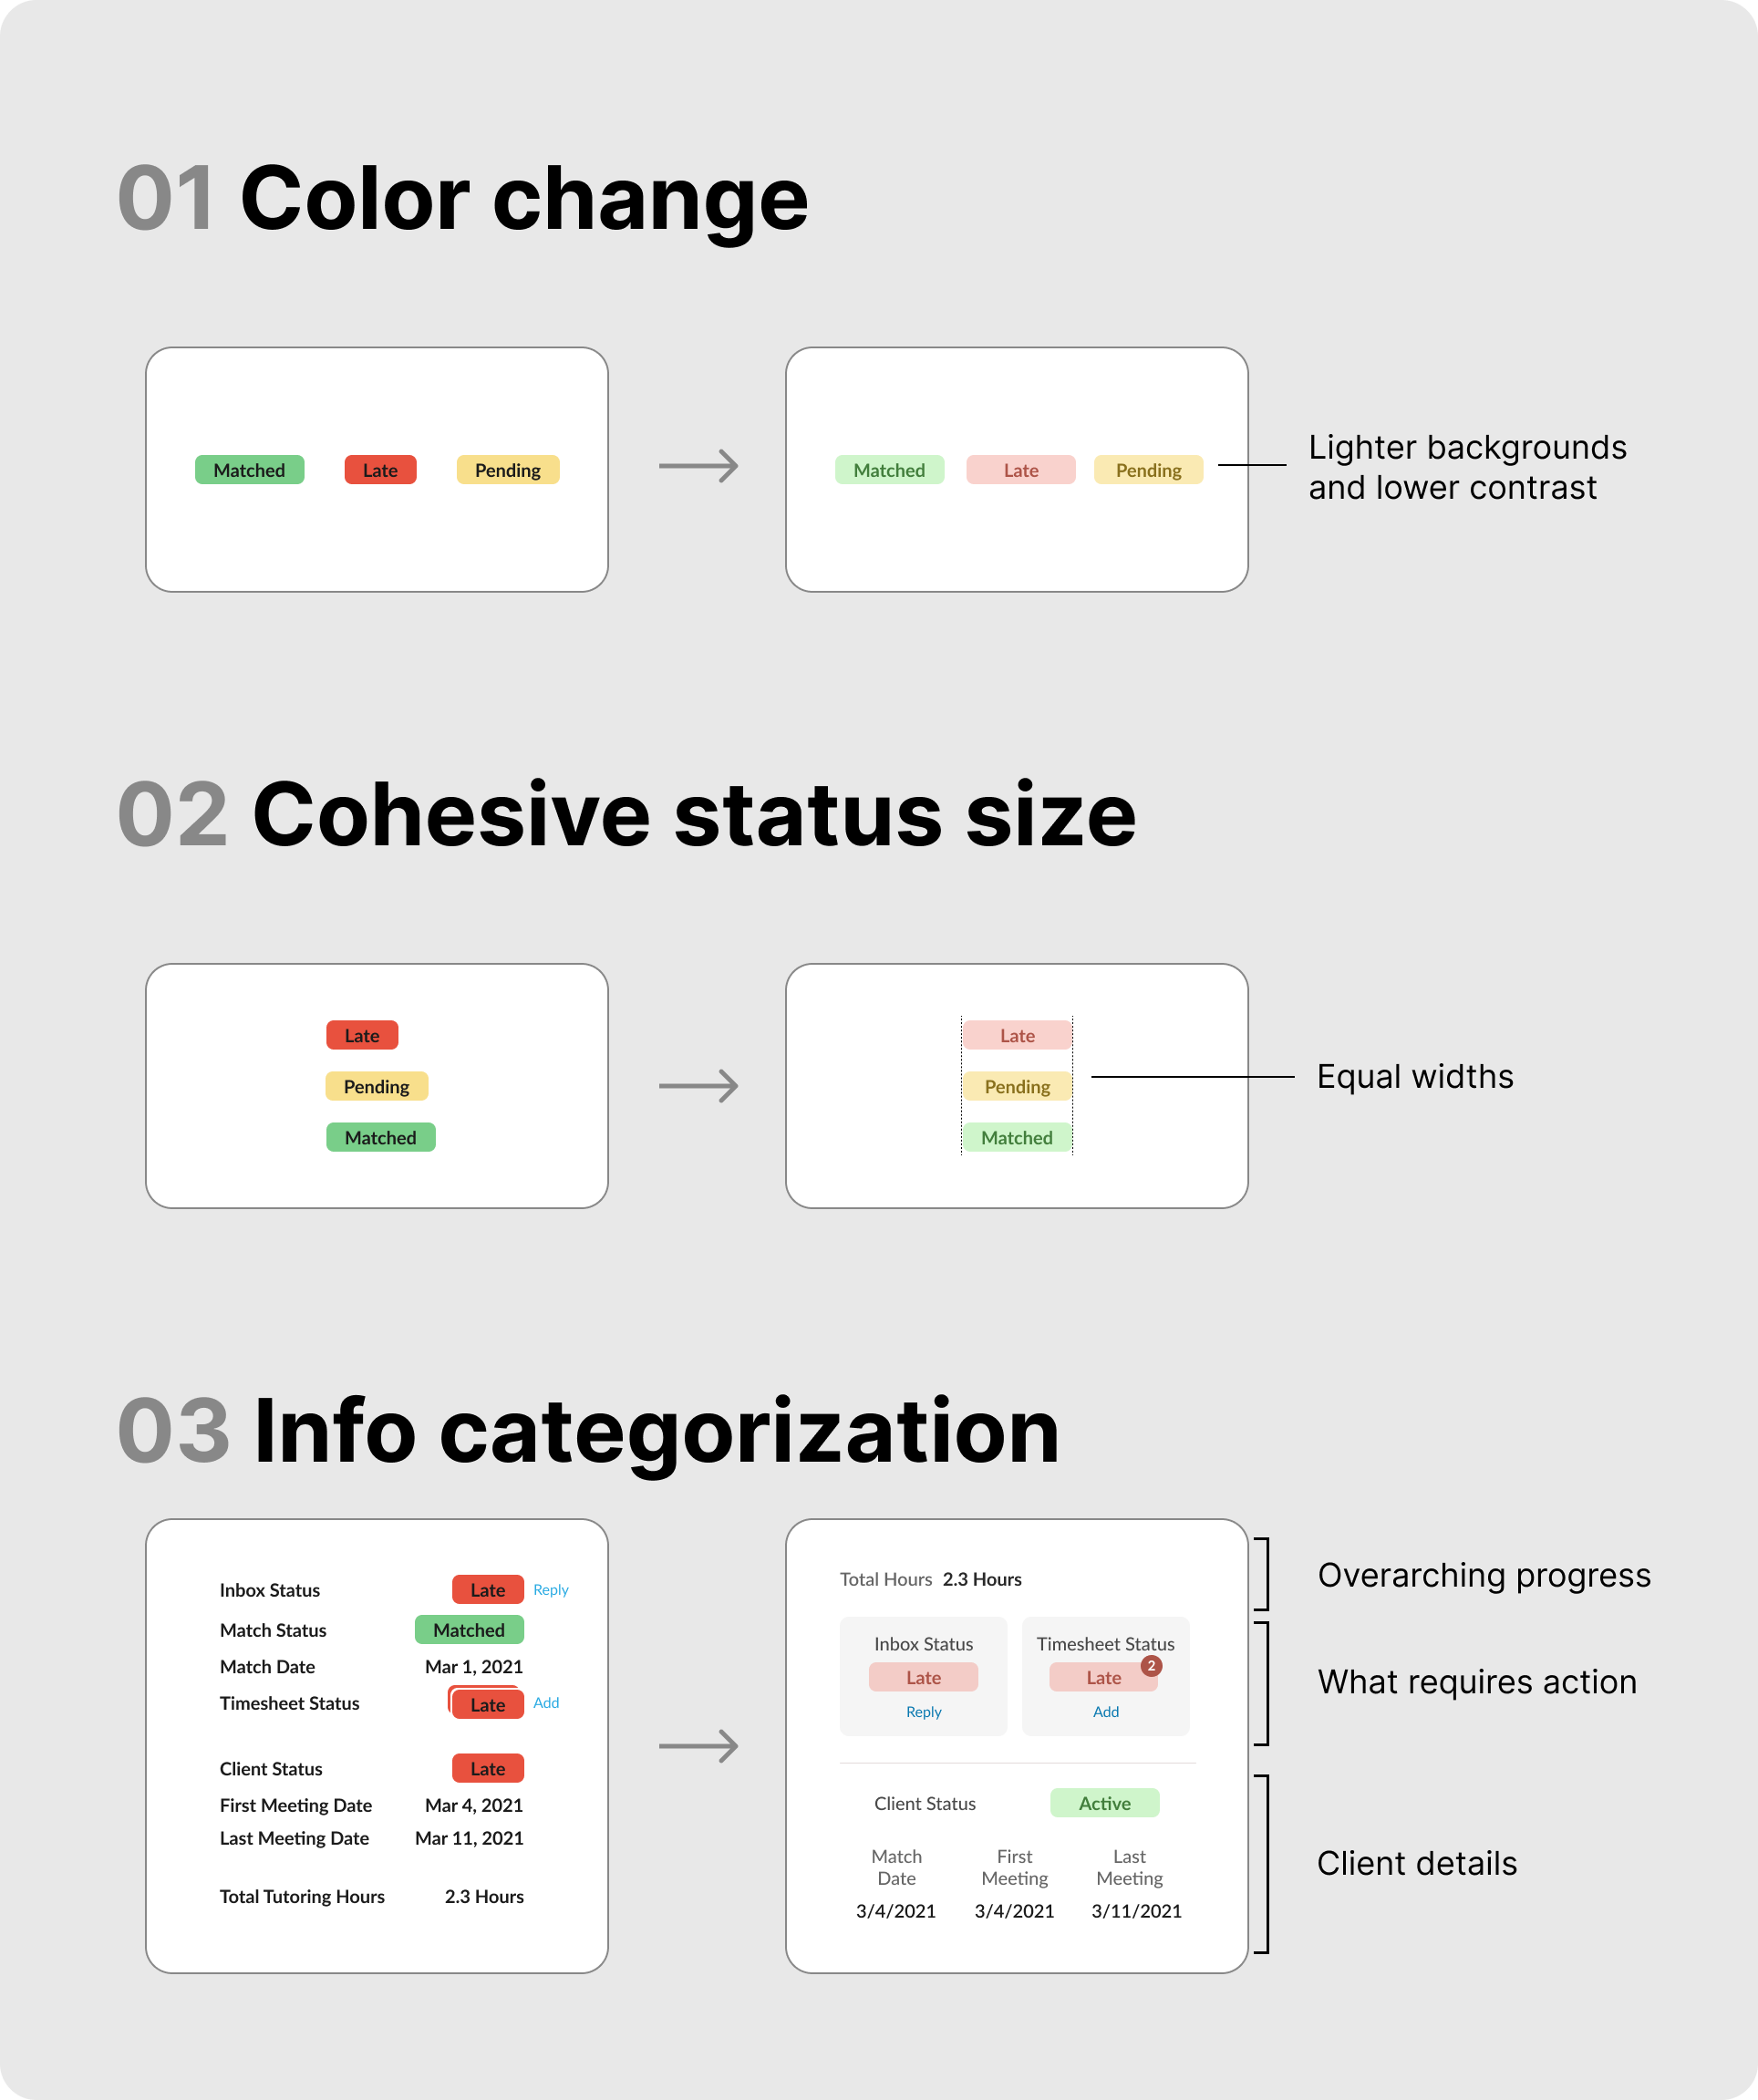 01 Color change
Matched Late Pending
Matched Late Pending
Lighter backgrounds
and lower contrast
02 Cohesive status size
Late
Pending
Matched
Late
Pending
Matched
Equal widths
03 Info categorization
Inbox Status Late Reply
Match Status Matched
Match Date Mar 1, 2021
Timesheet Status Late Add
Client Status Late
First Meeting Date Mar 4, 2021
Last Meeting Date Mar 11, 2021
Total Tutoring Hours 2.3 Hours
Total Hours 2.3 Hours
Inbox Status Timesheet Status
Late Late 2
Reply Add
Client Status Active
Match First Last
Date Meeting Meeting
3/4/2021 3/4/2021 3/11/2021
Overarching progress
What requires action
Client details